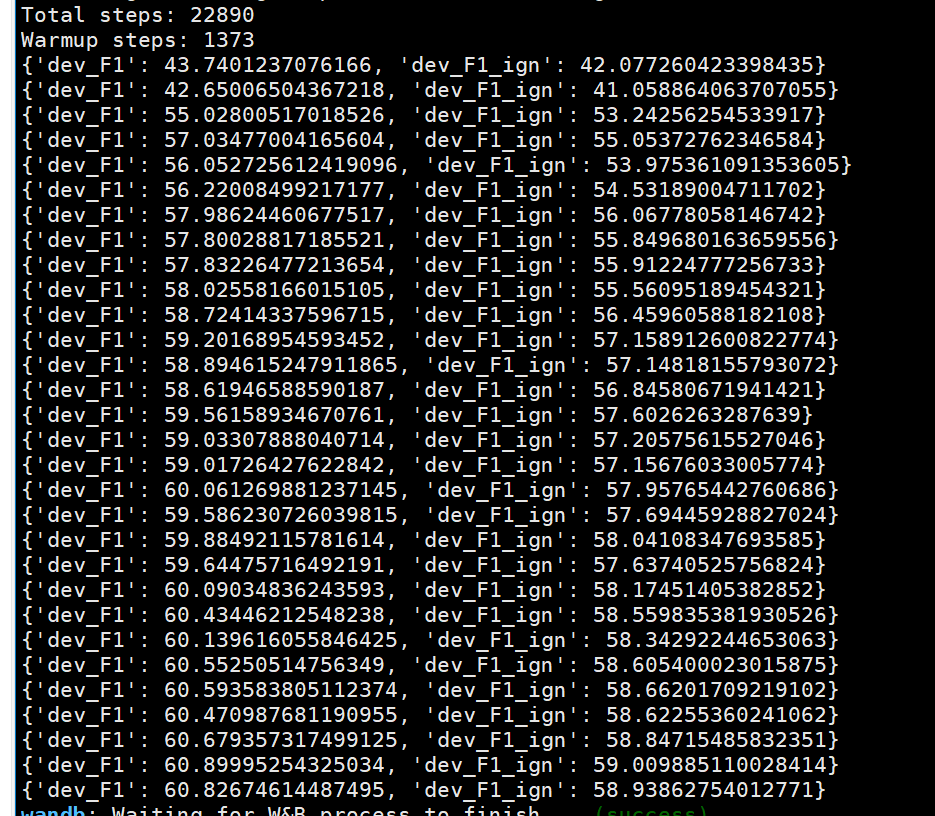 Total steps: 22890
Warmup steps: 1373
{'dev_F1': 43.7401237076166, 'dev_F1_ign': 42.077260423398435}
{'dev_F1': 42.65006504367218, 'dev_F1_ign': 41.0588640637070​55}
{'dev_F1': 55.02800517018526, 'dev_F1_ign': 53.24256254533917}
{'dev_F1': 57.03477004165604, 'dev_F1_ign': 55.05372762346584}
{'dev_F1': 56.052725612419096, 'dev_F1_ign': 53.975361091353605}
{'dev_F1': 56.22008499217177, 'dev_F1_ign': 54.53189004711702}
{'dev_F1': 57.98624460677517, 'dev_F1_ign': 56.06778058146742}
{'dev_F1': 57.80028817185521, 'dev_F1_ign': 55.849680163659556}
{'dev_F1': 57.83226477213654, 'dev_F1_ign': 55.91224777256733}
{'dev_F1': 58.02558166015105, 'dev_F1_ign': 55.56095189454321}
{'dev_F1': 58.72414337596715, 'dev_F1_ign': 56.45960588182108}
{'dev_F1': 59.20168954593452, 'dev_F1_ign': 57.158912600822774}
{'dev_F1': 58.894615247911865, 'dev_F1_ign': 57.14818155793072}
{'dev_F1': 58.61946588590187, 'dev_F1_ign': 56.84580671941421}
{'dev_F1': 59.56158934670761, 'dev_F1_ign': 57.6026263287639}
{'dev_F1': 59.03307888040714, 'dev_F1_ign': 57.20575615527046}
{'dev_F1': 59.01726427622842, 'dev_F1_ign': 57.15676033005774}
{'dev_F1': 60.061269881237145, 'dev_F1_ign': 57.95765442760686}
{'dev_F1': 59.586230726039815, 'dev_F1_ign': 57.69445928827024}
{'dev_F1': 59.88492115781614, 'dev_F1_ign': 58.04108347693585}
{'dev_F1': 59.64475716492191, 'dev_F1_ign': 57.63740525756824}
{'dev_F1': 60.09034836243593, 'dev_F1_ign': 58.17451405382852}
{'dev_F1': 60.43446212548238, 'dev_F1_ign': 58.559835381930526}
{'dev_F1': 60.139616055846425, 'dev_F1_ign': 58.34292244653063}
{'dev_F1': 60.55250514756349, 'dev_F1_ign': 58.605400023015875}
{'dev_F1': 60.593583805112374, 'dev_F1_ign': 58.66201709219102}
{'dev_F1': 60.470987681190955, 'dev_F1_ign': 58.62255360241062}
{'dev_F1': 60.679357317499125, 'dev_F1_ign': 58.84715485832351}
{'dev_F1': 60.89995254325034, 'dev_F1_ign': 59.009885110028414}
{'dev_F1': 60.82674614487495, 'dev_F1_ign': 58.93862754012771}
wandb: Waiting for W&B process to finish... (success)